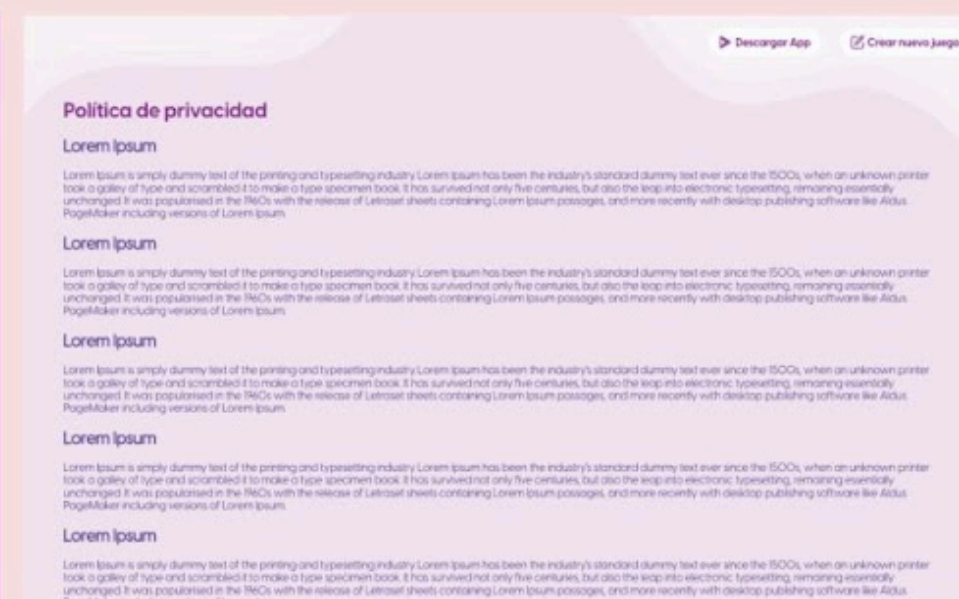 Descargar App
Crear nuevo juego
Política de privacidad
Lorem Ipsum
Lorem Ipsum is simply dummy text of the printing and typesetting industry Lorem Ipsum has been the industry's standard dummy text ever since the 1500s, when an unknown printer
took a galley of type and scrambled it to make a type specimen book. It has survived not only five centuries, but also the leap into electronic typesetting, remaining essentially
unchanged. It was popularised in the 1960s with the release of Letraset sheets containing Lorem Ipsum passages, and more recently with desktop publishing software like Aldus
PageMaker including versions of Lorem Ipsum.
Lorem Ipsum
Lorem Ipsum is simply dummy text of the printing and typesetting industry Lorem Ipsum has been the industry's standard dummy text ever since the 1500s, when an unknown printer
took a galley of type and scrambled it to make a type specimen book. It has survived not only five centuries, but also the leap into electronic typesetting, remaining essentially
unchanged. It was popularised in the 1960s with the release of Letraset sheets containing Lorem Ipsum passages, and more recently with desktop publishing software like Aldus
PageMaker including versions of Lorem Ipsum.
Lorem Ipsum
Lorem Ipsum is simply dummy text of the printing and typesetting industry Lorem Ipsum has been the industry's standard dummy text ever since the 1500s, when an unknown printer
took a galley of type and scrambled it to make a type specimen book. It has survived not only five centuries, but also the leap into electronic typesetting, remaining essentially
unchanged. It was popularised in the 1960s with the release of Letraset sheets containing Lorem Ipsum passages, and more recently with desktop publishing software like Aldus
PageMaker including versions of Lorem Ipsum.
Lorem Ipsum
Lorem Ipsum is simply dummy text of the printing and typesetting industry Lorem Ipsum has been the industry's standard dummy text ever since the 1500s, when an unknown printer
took a galley of type and scrambled it to make a type specimen book. It has survived not only five centuries, but also the leap into electronic typesetting, remaining essentially
unchanged. It was popularised in the 1960s with the release of Letraset sheets containing Lorem Ipsum passages, and more recently with desktop publishing software like Aldus
PageMaker including versions of Lorem Ipsum.
Lorem Ipsum
Lorem Ipsum is simply dummy text of the printing and typesetting industry Lorem Ipsum has been the industry's standard dummy text ever since the 1500s, when an unknown printer
took a galley of type and scrambled it to make a type specimen book. It has survived not only five centuries, but also the leap into electronic typesetting, remaining essentially
unchanged. It was popularised in the 1960s with the release of Letraset sheets containing Lorem Ipsum passages, and more recently with desktop publishing software like Aldus